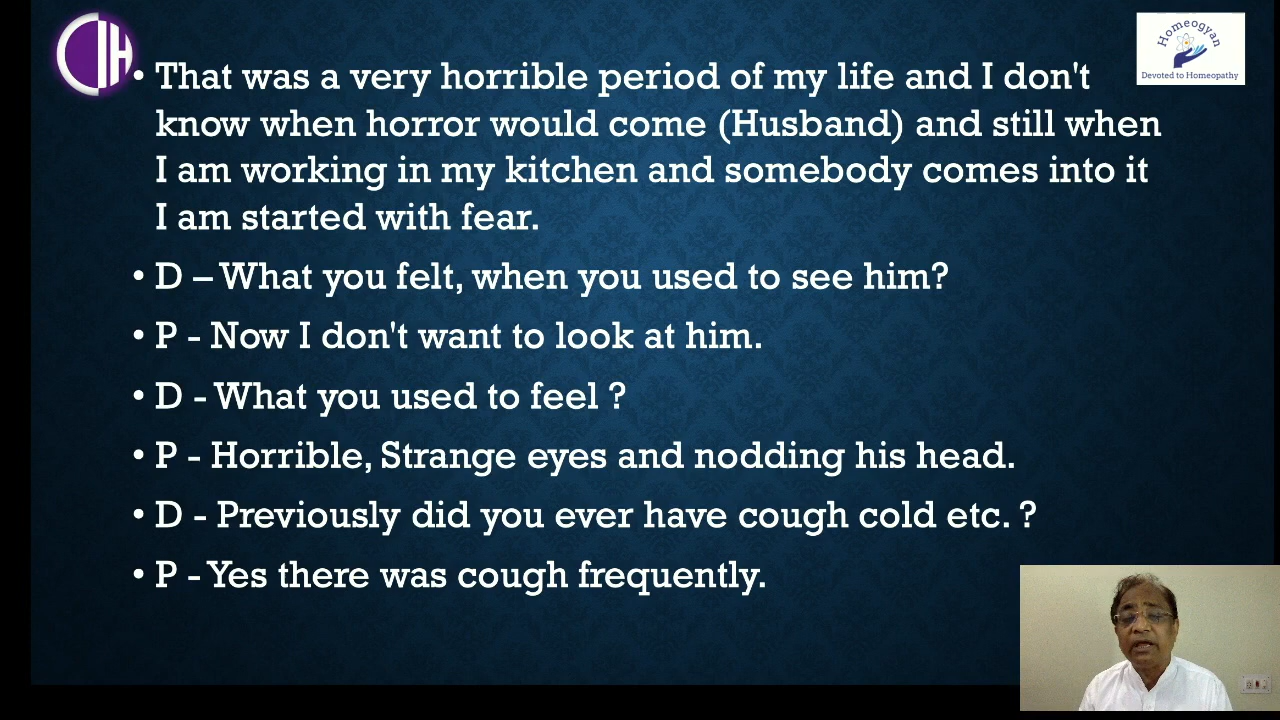 CIH
Homeogyan
Devoted to Homeopathy
• That was a very horrible period of my life and I don't
know when horror would come (Husband) and still when
I am working in my kitchen and somebody comes into it
I am started with fear.
• D – What you felt, when you used to see him?
• P - Now I don't want to look at him.
• D - What you used to feel ?
• P - Horrible, Strange eyes and nodding his head.
• D - Previously did you ever have cough cold etc. ?
• P - Yes there was cough frequently.